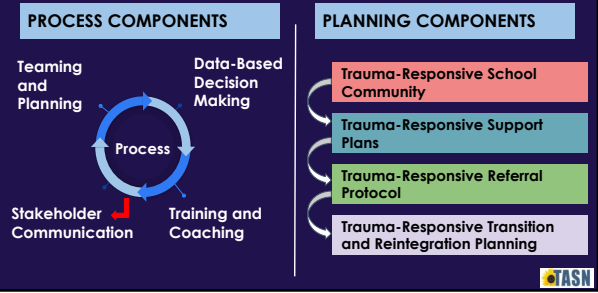 PROCESS COMPONENTS
Teaming
and
Planning
Data-Based
Decision
Making
Process
Stakeholder
Communication
Training and
Coaching
PLANNING COMPONENTS
Trauma-Responsive School
Community
Trauma-Responsive Support
Plans
Trauma-Responsive Referral
Protocol
Trauma-Responsive Transition
and Reintegration Planning
TASN